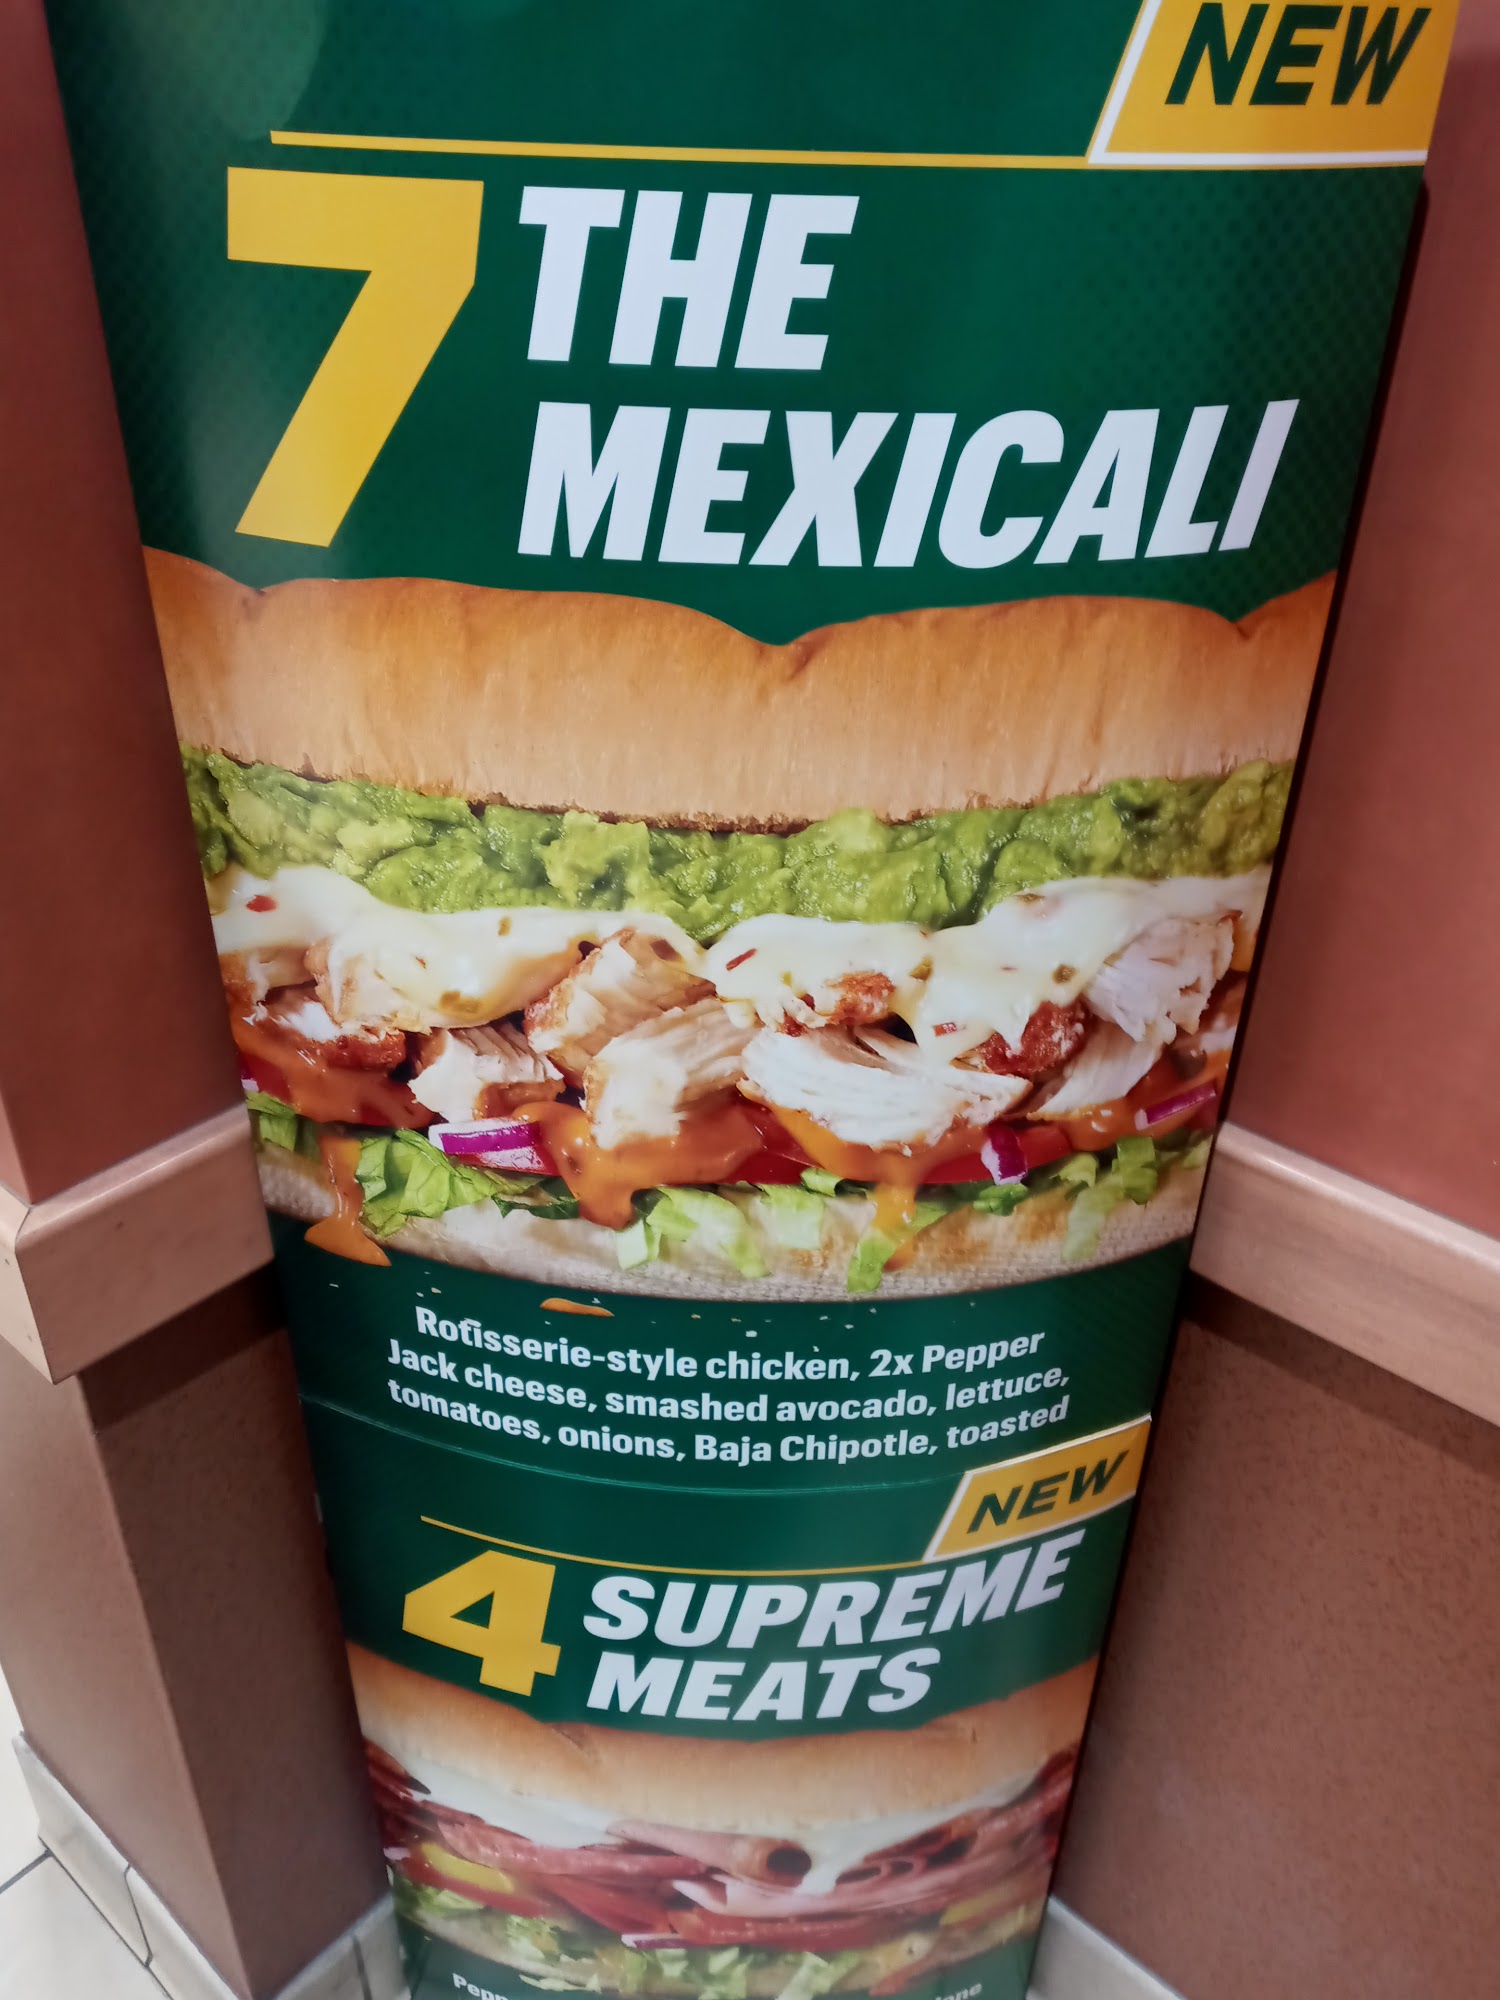 NEW
7 THE
MEXICALI
Rotisserie-style chicken, 2x Pepper
Jack cheese, smashed avocado, lettuce,
tomatoes, onions, Baja Chipotle, toasted
NEW
4 SUPREME
MEATS